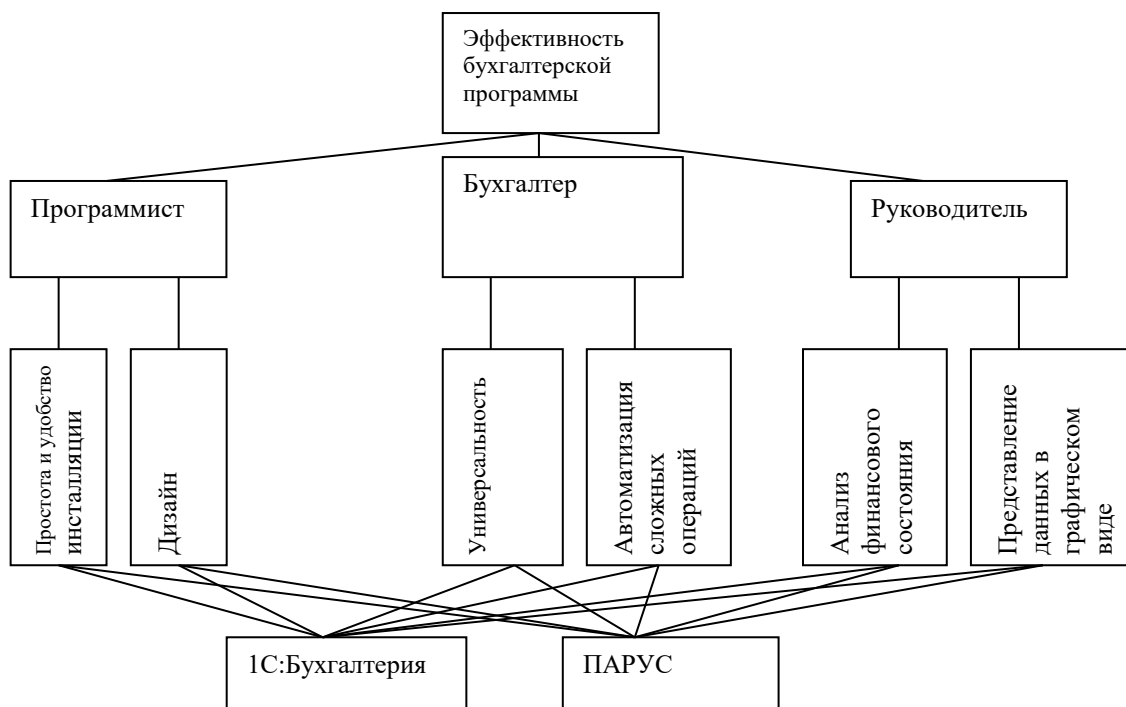 Эффективность
бухгалтерской
программы
Программист
Бухгалтер
Руководитель
Простота и удобство
инсталляции
Дизайн
Универсальность
Автоматизация
сложных
операций
Анализ
финансового
состояния
Представление
данных в
графическом
виде
1С:Бухгалтерия
ПАРУС